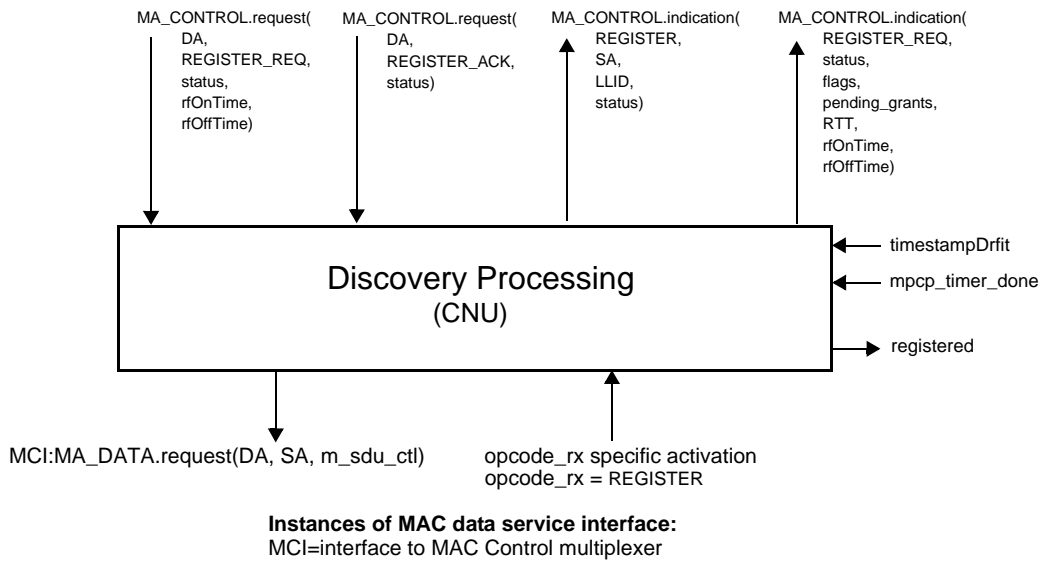 MA_CONTROL.request(
DA,
REGISTER_REQ,
status,
rfOnTime,
rfOffTime)
MA_CONTROL.request(
DA,
REGISTER_ACK,
status)
MA_CONTROL.indication(
REGISTER,
SA,
LLID,
status)
MA_CONTROL.indication(
REGISTER_REQ,
status,
flags,
pending_grants,
RTT,
rfOnTime,
rfOffTime)
Discovery Processing
(CNU)
timestampDrfit
mpcp_timer_done
registered
MCI:MA_DATA.request(DA, SA, m_sdu_ctl)
opcode_rx specific activation
opcode_rx = REGISTER
Instances of MAC data service interface:
MCI=interface to MAC Control multiplexer